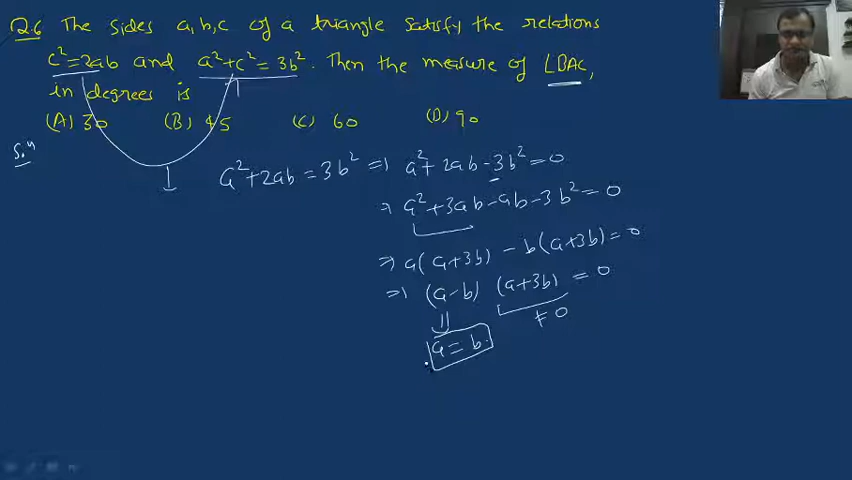 Q.6 The sides a,b,c of a triangle satisfy the relations
c²=2ab and a²+c²=3b². Then the measure of ∠BAC,
in degrees is
(A) 30 (B) 45 (C) 60 (D) 90
Solⁿ
I
a²+2ab=3b² ⇒ a²+2ab-3b²=0
⇒ a²+3ab-ab-3b²=0
⇒ a(a+3b) - b(a+3b)=0
⇒ (a-b) (a+3b) = 0
≠0
a=b.